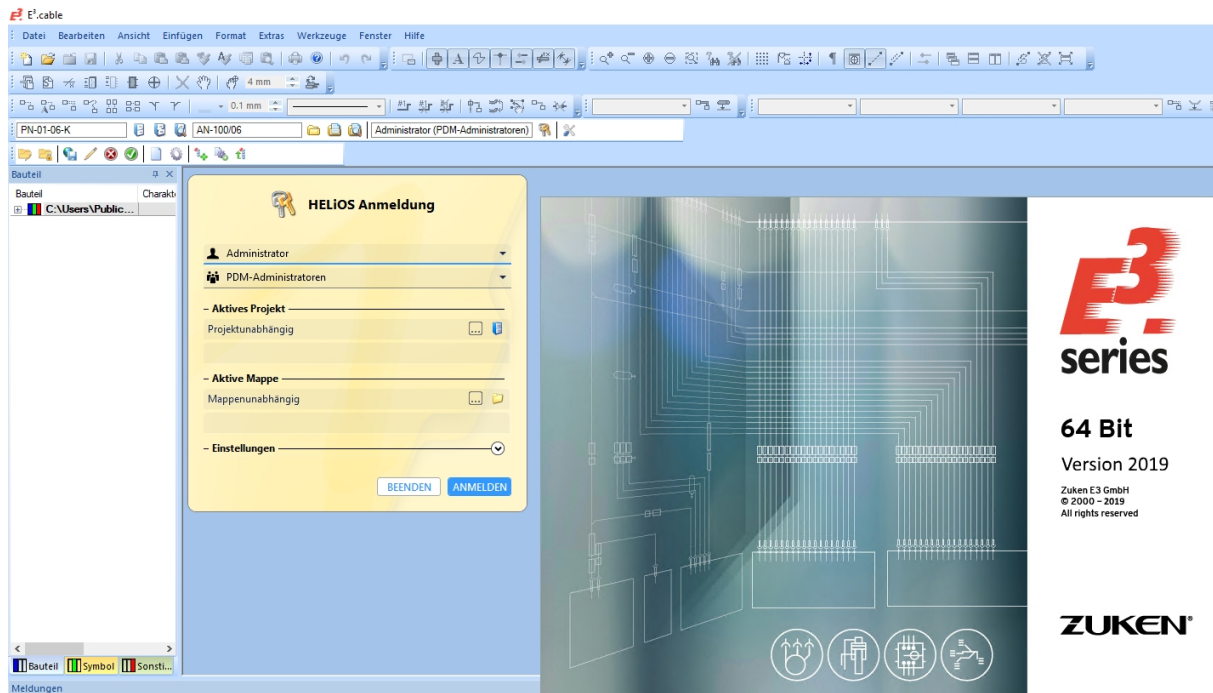 E³.cable
Datei Bearbeiten Ansicht Einfügen Format Extras Werkzeuge Fenster Hilfe
4 mm
0.1 mm
PN-01-06-K AN-100/06 Administrator (PDM-Administratoren)
Bauteil
Bauteil Charakt
C:\Users\Public...
HELiOS Anmeldung
Administrator
PDM-Administratoren
– Aktives Projekt
Projektunabhängig ...
– Aktive Mappe
Mappenunabhängig ...
– Einstellungen
BEENDEN ANMELDEN
E³.
series
64 Bit
Version 2019
Zuken E3 GmbH
© 2000 – 2019
All rights reserved
ZUKEN®
Bauteil Symbol Sonsti...
Meldungen